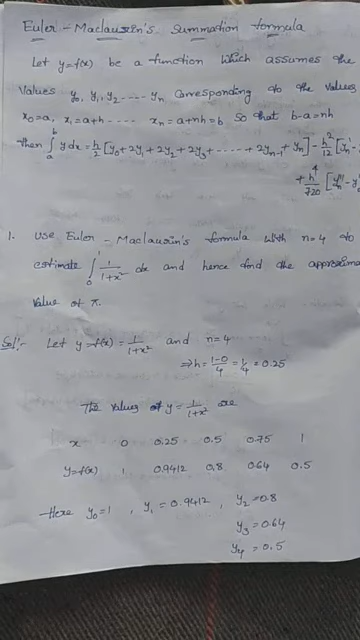 Euler - Maclaurin's Summation formula
Let y=f(x) be a function which assumes the
values y₀, y₁, y₂ ---- yₙ corresponding to the values
x₀=a, x₁=a+h ---- xₙ=a+nh=b so that b-a=nh
then ∫ₐᵇ y dx = h/2 [y₀+2y₁+2y₂+2y₃+-----+2yₙ₋₁+yₙ] - h²/12 [y'ₙ-
+ h⁴/720 [y'''ₙ-y
1. Use Euler - Maclaurin's formula with n=4 to
estimate ∫₀¹ 1/1+x² dx and hence find the approxima
value of π.
Sol:- Let y=f(x)= 1/1+x² and n=4
⇒h= 1-0/4 = 1/4 = 0.25
The values of y= 1/1+x² are
x 0 0.25 0.5 0.75 1
y=f(x) 1 0.9412 0.8 0.64 0.5
Here y₀=1, y₁=0.9412, y₂=0.8
y₃=0.64
y₄=0.5